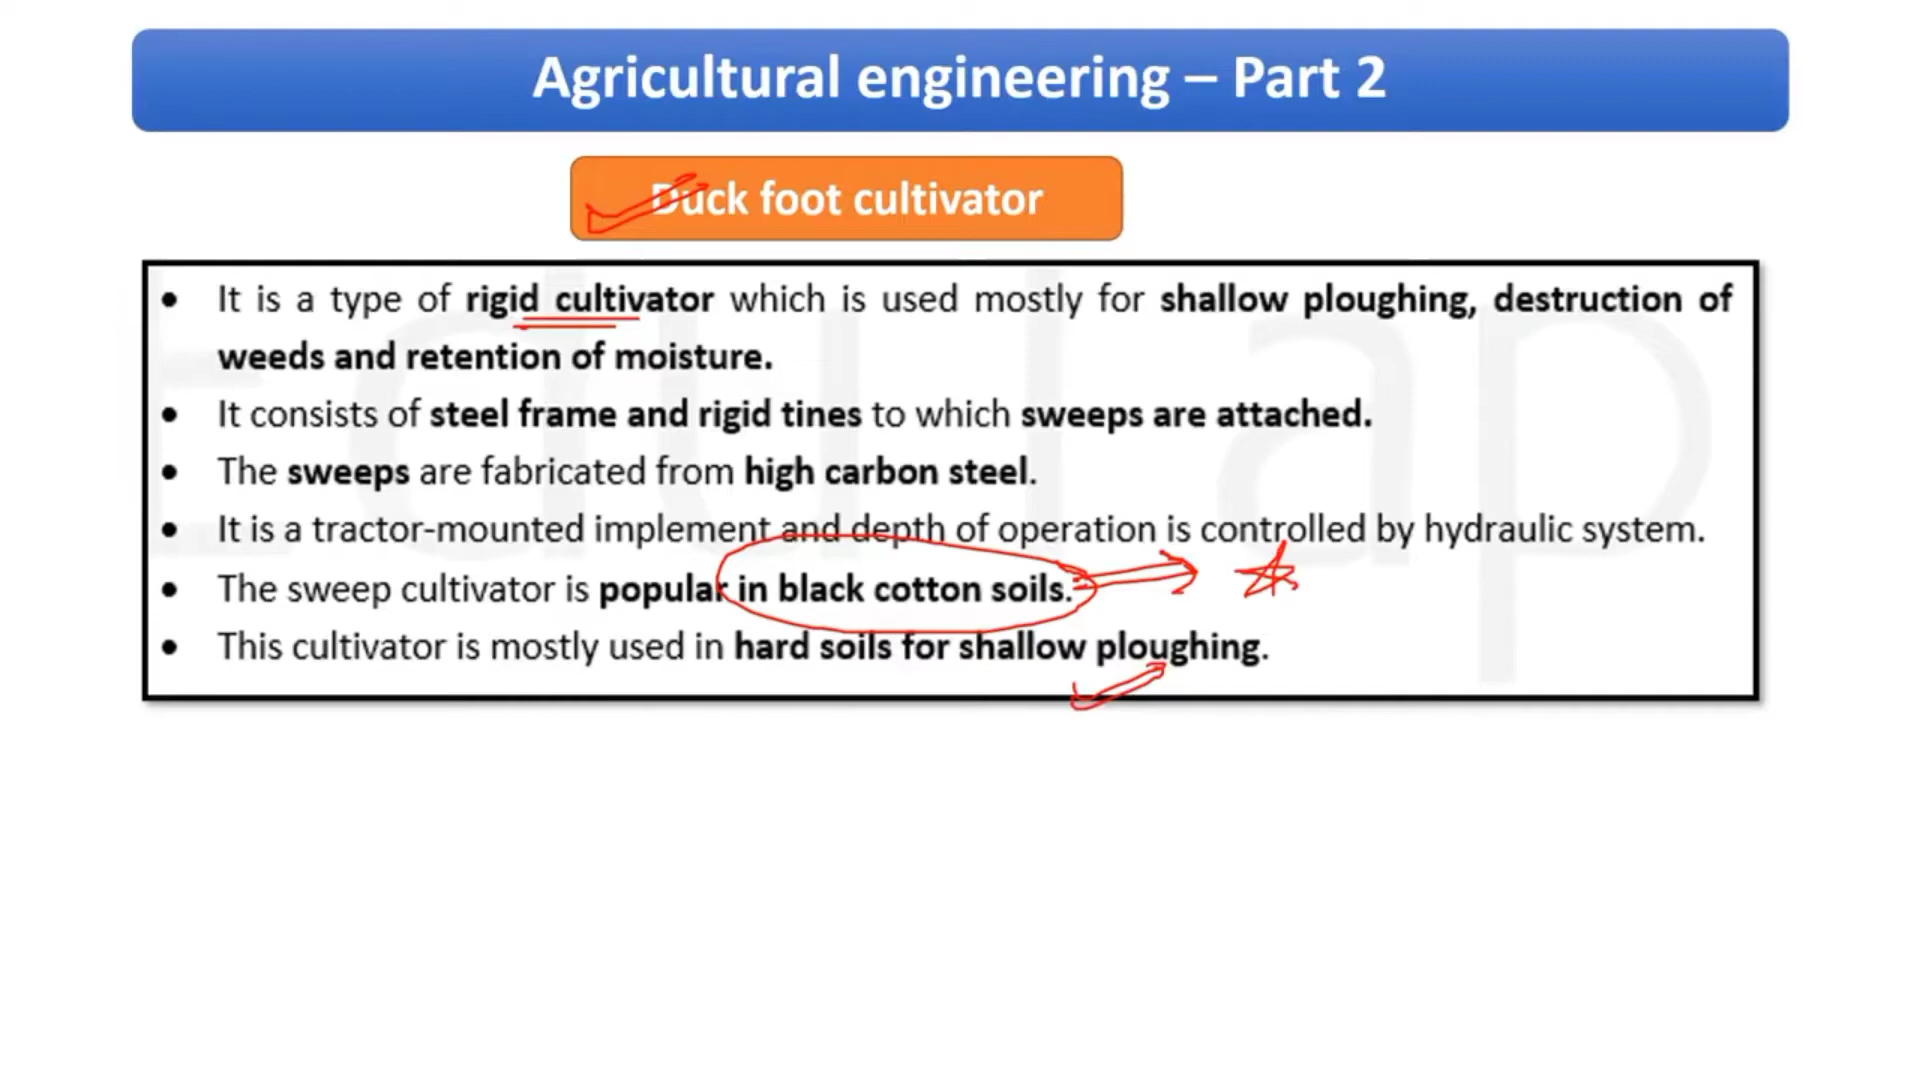 Agricultural engineering – Part 2
Duck foot cultivator
• It is a type of rigid cultivator which is used mostly for shallow ploughing, destruction of
weeds and retention of moisture.
• It consists of steel frame and rigid tines to which sweeps are attached.
• The sweeps are fabricated from high carbon steel.
• It is a tractor-mounted implement and depth of operation is controlled by hydraulic system.
• The sweep cultivator is popular in black cotton soils.
• This cultivator is mostly used in hard soils for shallow ploughing.